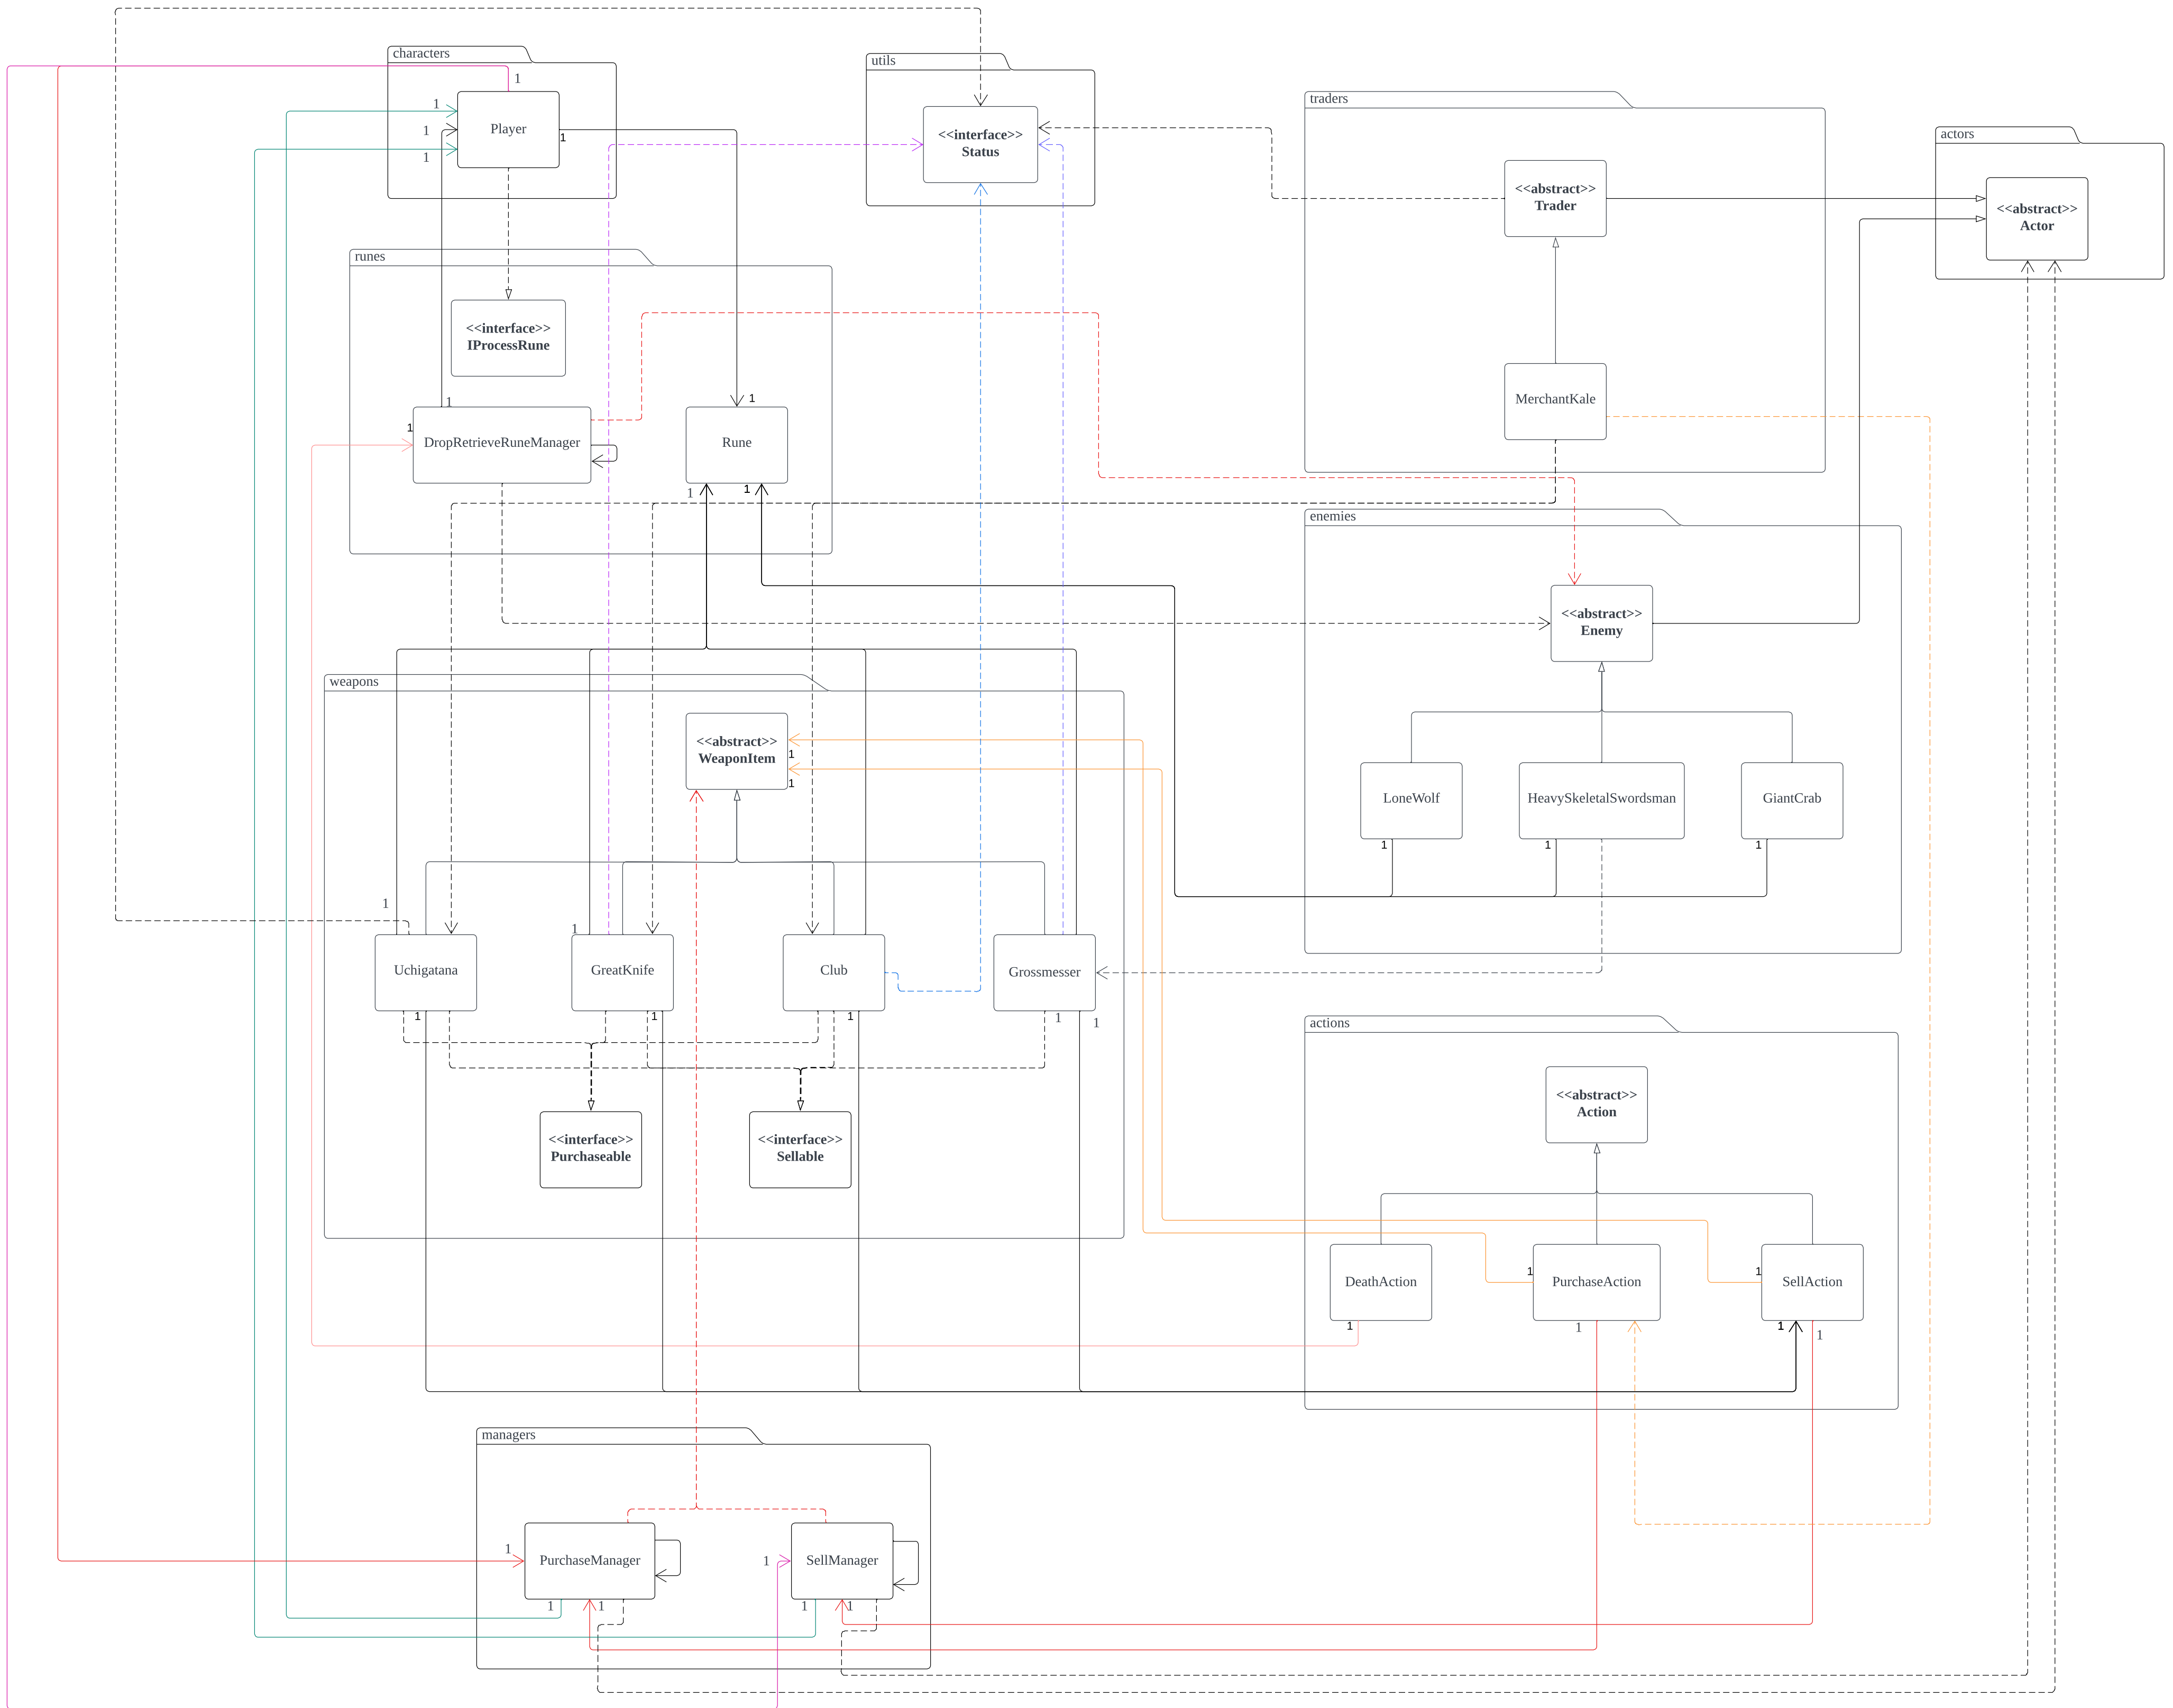 characters
1
1
1
1
Player
1
utils
<<interface>>
Status
traders
<<abstract>>
Trader
MerchantKale
actors
<<abstract>>
Actor
runes
<<interface>>
IProcessRune
1
1
DropRetrieveRuneManager
1
Rune
1
1
enemies
<<abstract>>
Enemy
LoneWolf
HeavySkeletalSwordsman
GiantCrab
1
1
1
weapons
<<abstract>>
WeaponItem
1
1
1
1
Uchigatana
GreatKnife
Club
Grossmesser
1
1
1
1
1
<<interface>>
Purchaseable
<<interface>>
Sellable
actions
<<abstract>>
Action
1
1
DeathAction
PurchaseAction
SellAction
1
1
1
1
managers
1
PurchaseManager
1
SellManager
1
1
1
1